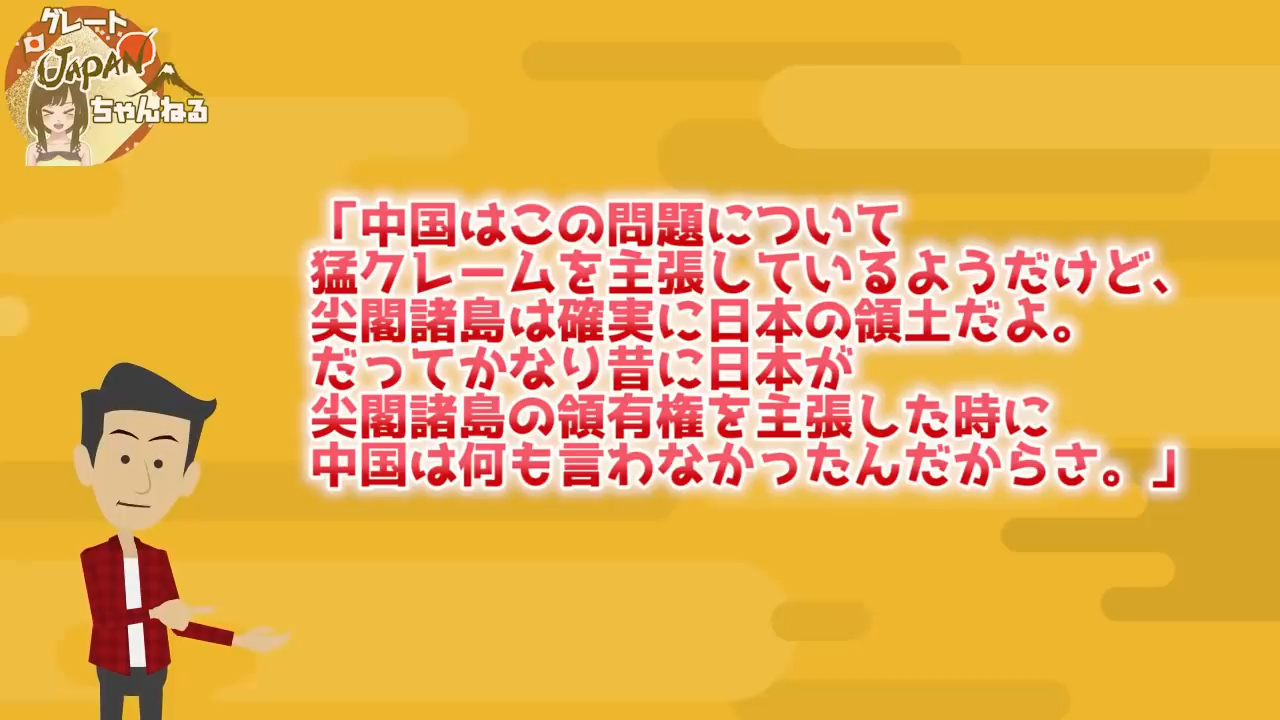 グレート
JAPAN
ちゃんねる
「中国はこの問題について
猛クレームを主張しているようだけど、
尖閣諸島は確実に日本の領土だよ。
だってかなり昔に日本が
尖閣諸島の領有権を主張した時に
中国は何も言わなかったんだからさ。」